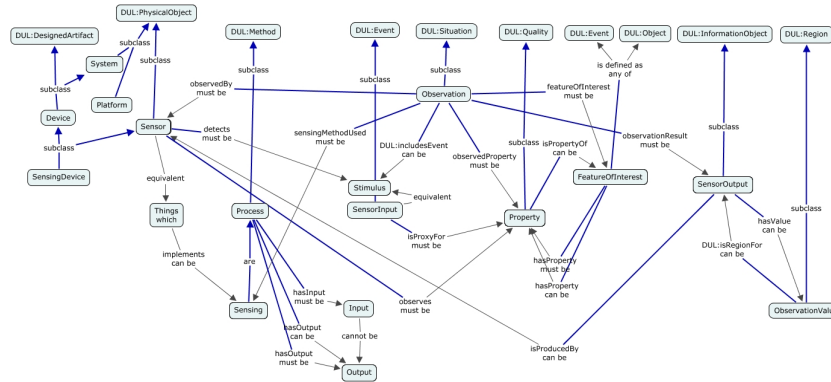 DUL:PhysicalObject
DUL:DesignedArtifact
DUL:Method
DUL:Event
DUL:Situation
DUL:Quality
DUL:Event
DUL:Object
DUL:InformationObject
DUL:Region
subclass
System
subclass
subclass
subclass
subclass
subclass
is defined as
any of
subclass
Platform
observedBy
must be
Observation
featureOfInterest
must be
Device
Sensor
detects
must be
sensingMethodUsed
must be
DUL:includesEvent
can be
observedProperty
must be
subclass
isPropertyOf
can be
observationResult
must be
subclass
subclass
SensingDevice
equivalent
Stimulus
equivalent
FeatureOfInterest
SensorOutput
Things
which
Process
SensorInput
Property
hasValue
can be
subclass
isProxyFor
must be
DUL:isRegionFor
can be
implements
can be
are
hasProperty
must be
hasProperty
can be
hasInput
must be
observes
must be
Sensing
Input
ObservationValue
hasOutput
can be
cannot be
hasOutput
must be
isProducedBy
can be
Output